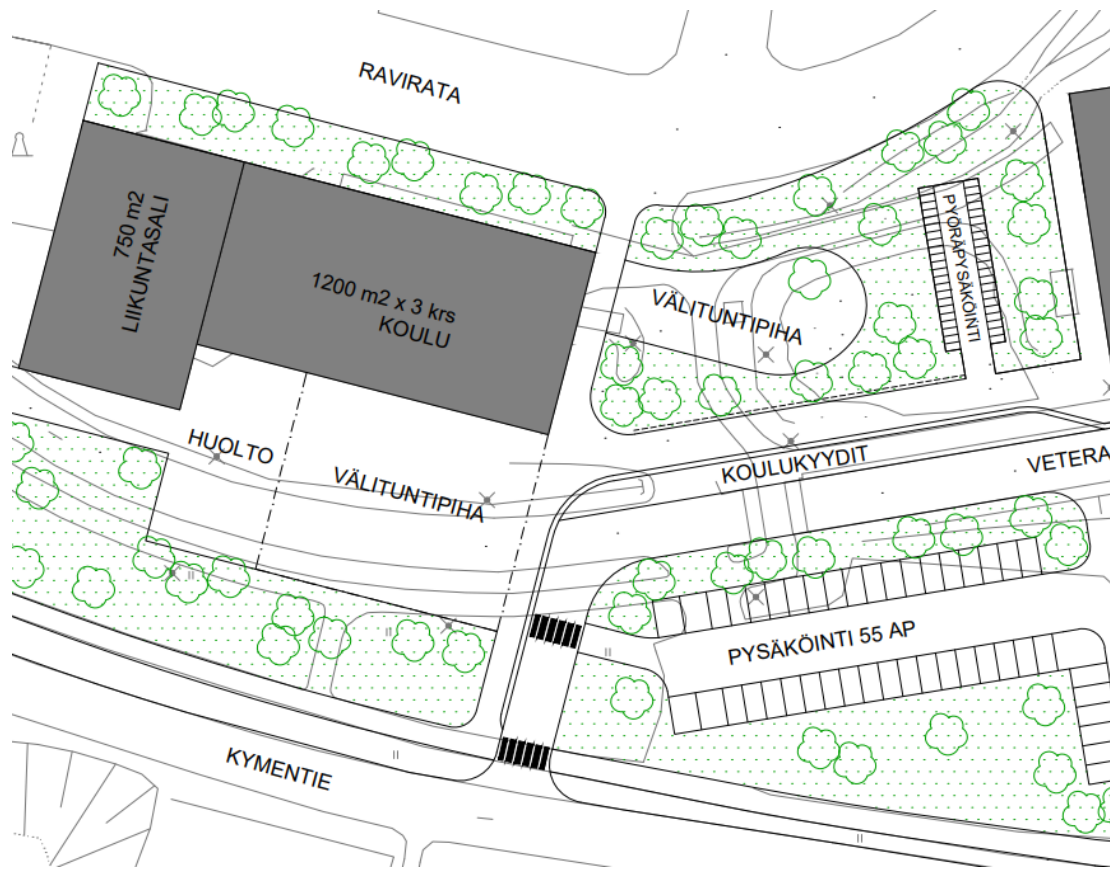 RAVIRATA
750 m2
LIIKUNTASALI
1200 m2 x 3 krs
KOULU
VÄLITUNTIPIHA
PYÖRÄPYSÄKÖINTI
HUOLTO
VÄLITUNTIPIHA
KOULUKYYDIT
VETERA
PYSÄKÖINTI 55 AP
KYMENTIE